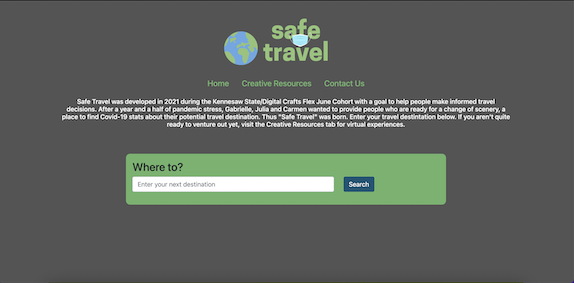 safe
travel
Home Creative Resources Contact Us
Safe Travel was developed in 2021 during the Kennesaw State/Digital Crafts Flex June Cohort with a goal to help people make informed travel
decisions. After a year and a half of pandemic stress, Gabrielle, Julia and Carmen wanted to provide people who are ready for a change of scenery, a
place to find Covid-19 stats about their potential travel destination. Thus "Safe Travel" was born. Enter your travel destintation below. If you aren't quite
ready to venture out yet, visit the Creative Resources tab for virtual experiences.
Where to?
Enter your next destination Search